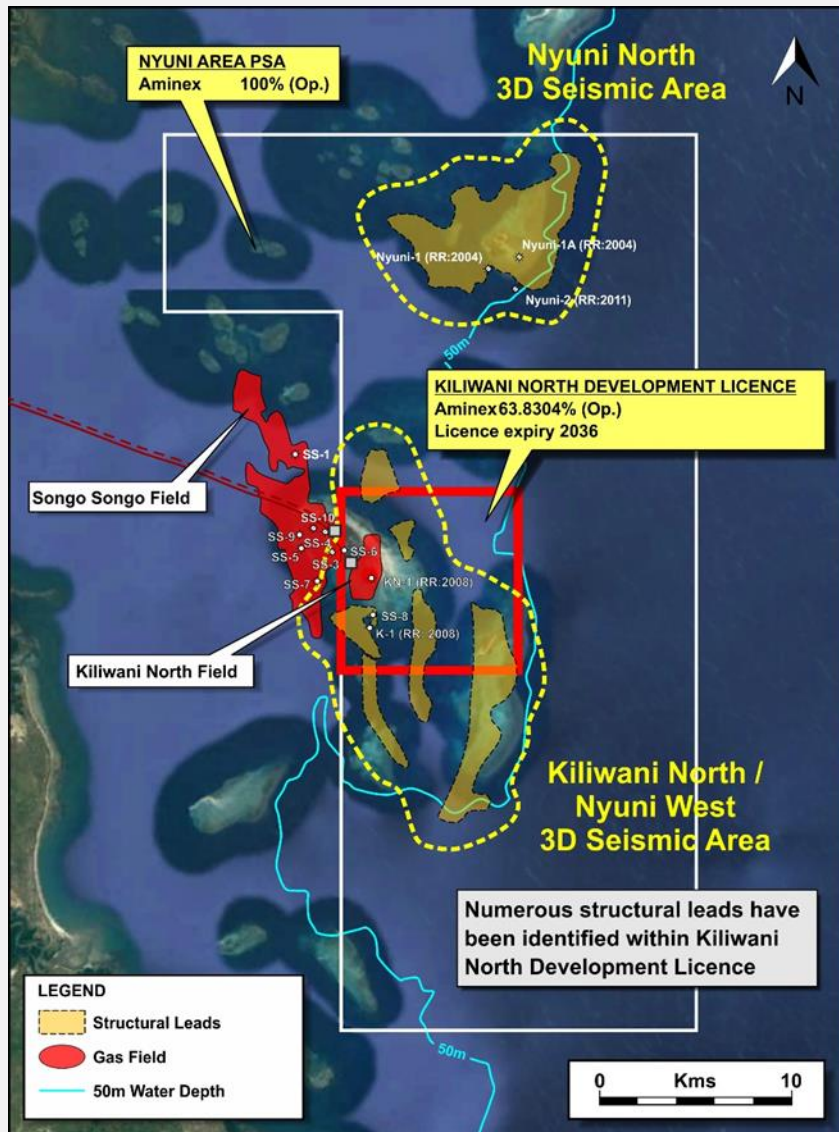 NYUNI AREA PSA
Aminex 100% (Op.)
Nyuni North
3D Seismic Area
N
Nyuni-1A (RR:2004)
Nyuni-1 (RR:2004)
Nyuni-2 (RR:2011)
50m
KILIWANI NORTH DEVELOPMENT LICENCE
Aminex 63.8304% (Op.)
Licence expiry 2036
SS-1
Songo Songo Field
SS-10
SS-9
SS-4
SS-5
SS-6
SS-3
SS-7
KN-1 (RR:2008)
SS-8
K-1 (RR: 2008)
Kiliwani North Field
Kiliwani North /
Nyuni West
3D Seismic Area
Numerous structural leads have
been identified within Kiliwani
North Development Licence
LEGEND
Structural Leads
Gas Field
50m Water Depth
50m
0 Kms 10